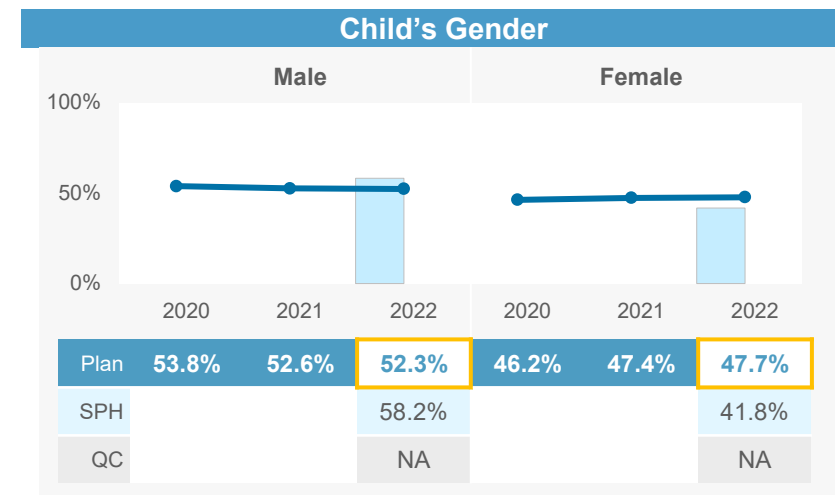 Child's Gender
Male Female
100%
50%
0%
2020 2021 2022 2020 2021 2022
Plan 53.8% 52.6% 52.3% 46.2% 47.4% 47.7%
SPH 58.2% 41.8%
QC NA NA